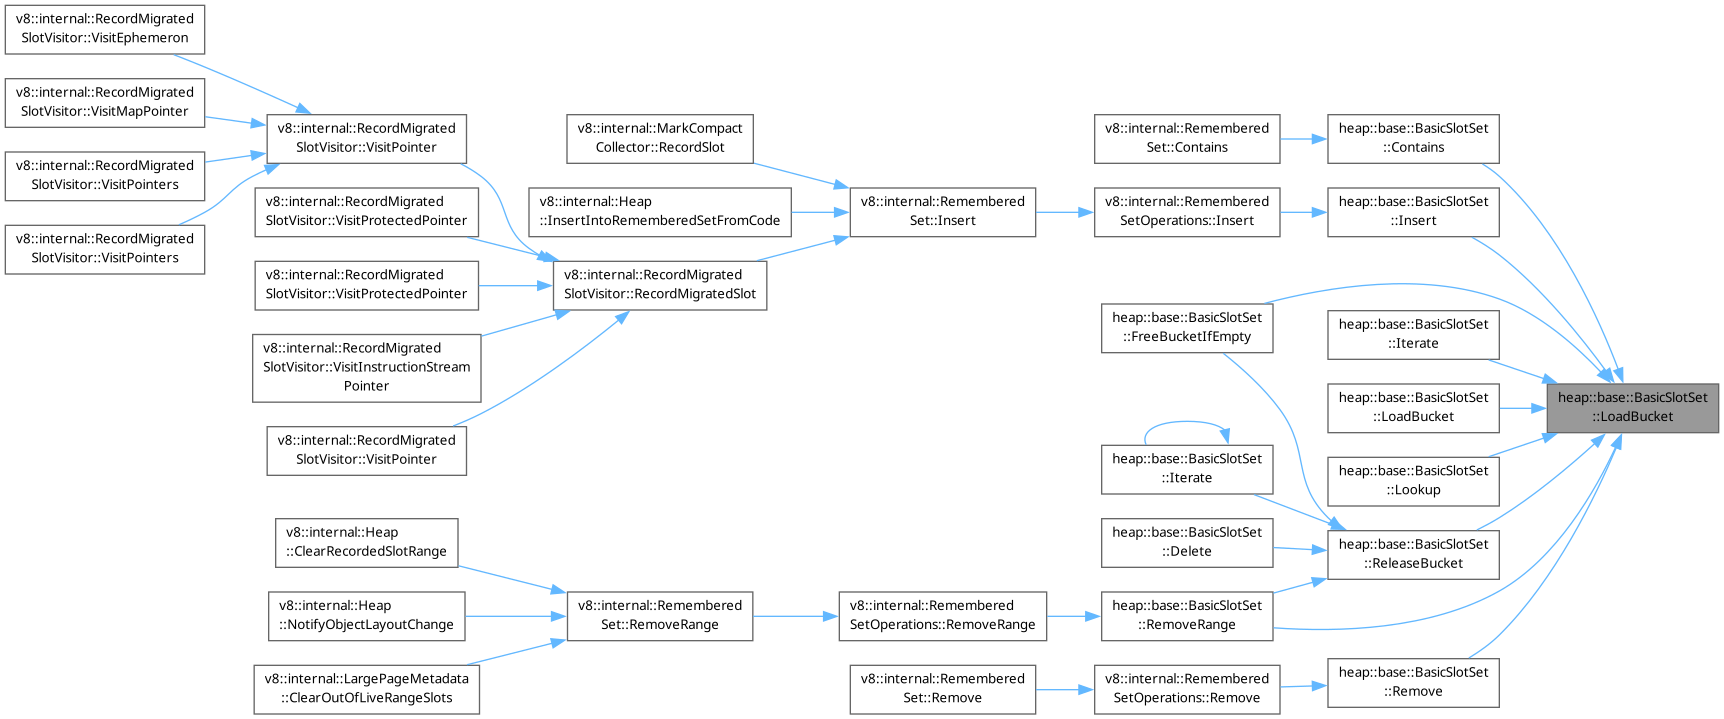 v8::internal::RecordMigrated
SlotVisitor::VisitEphemeron
v8::internal::RecordMigrated
SlotVisitor::VisitMapPointer
v8::internal::RecordMigrated
SlotVisitor::VisitPointers
v8::internal::RecordMigrated
SlotVisitor::VisitPointers
v8::internal::RecordMigrated
SlotVisitor::VisitPointer
v8::internal::RecordMigrated
SlotVisitor::VisitProtectedPointer
v8::internal::RecordMigrated
SlotVisitor::VisitProtectedPointer
v8::internal::RecordMigrated
SlotVisitor::VisitInstructionStream
Pointer
v8::internal::RecordMigrated
SlotVisitor::VisitPointer
v8::internal::Heap
::ClearRecordedSlotRange
v8::internal::Heap
::NotifyObjectLayoutChange
v8::internal::LargePageMetadata
::ClearOutOfLiveRangeSlots
v8::internal::MarkCompact
Collector::RecordSlot
v8::internal::Heap
::InsertIntoRememberedSetFromCode
v8::internal::RecordMigrated
SlotVisitor::RecordMigratedSlot
v8::internal::Remembered
Set::RemoveRange
v8::internal::Remembered
Set::Insert
v8::internal::Remembered
SetOperations::RemoveRange
v8::internal::Remembered
Set::Remove
v8::internal::Remembered
Set::Contains
v8::internal::Remembered
SetOperations::Insert
heap::base::BasicSlotSet
::FreeBucketIfEmpty
heap::base::BasicSlotSet
::Iterate
heap::base::BasicSlotSet
::Delete
heap::base::BasicSlotSet
::RemoveRange
v8::internal::Remembered
SetOperations::Remove
heap::base::BasicSlotSet
::Contains
heap::base::BasicSlotSet
::Insert
heap::base::BasicSlotSet
::Iterate
heap::base::BasicSlotSet
::LoadBucket
heap::base::BasicSlotSet
::Lookup
heap::base::BasicSlotSet
::ReleaseBucket
heap::base::BasicSlotSet
::Remove
heap::base::BasicSlotSet
::LoadBucket